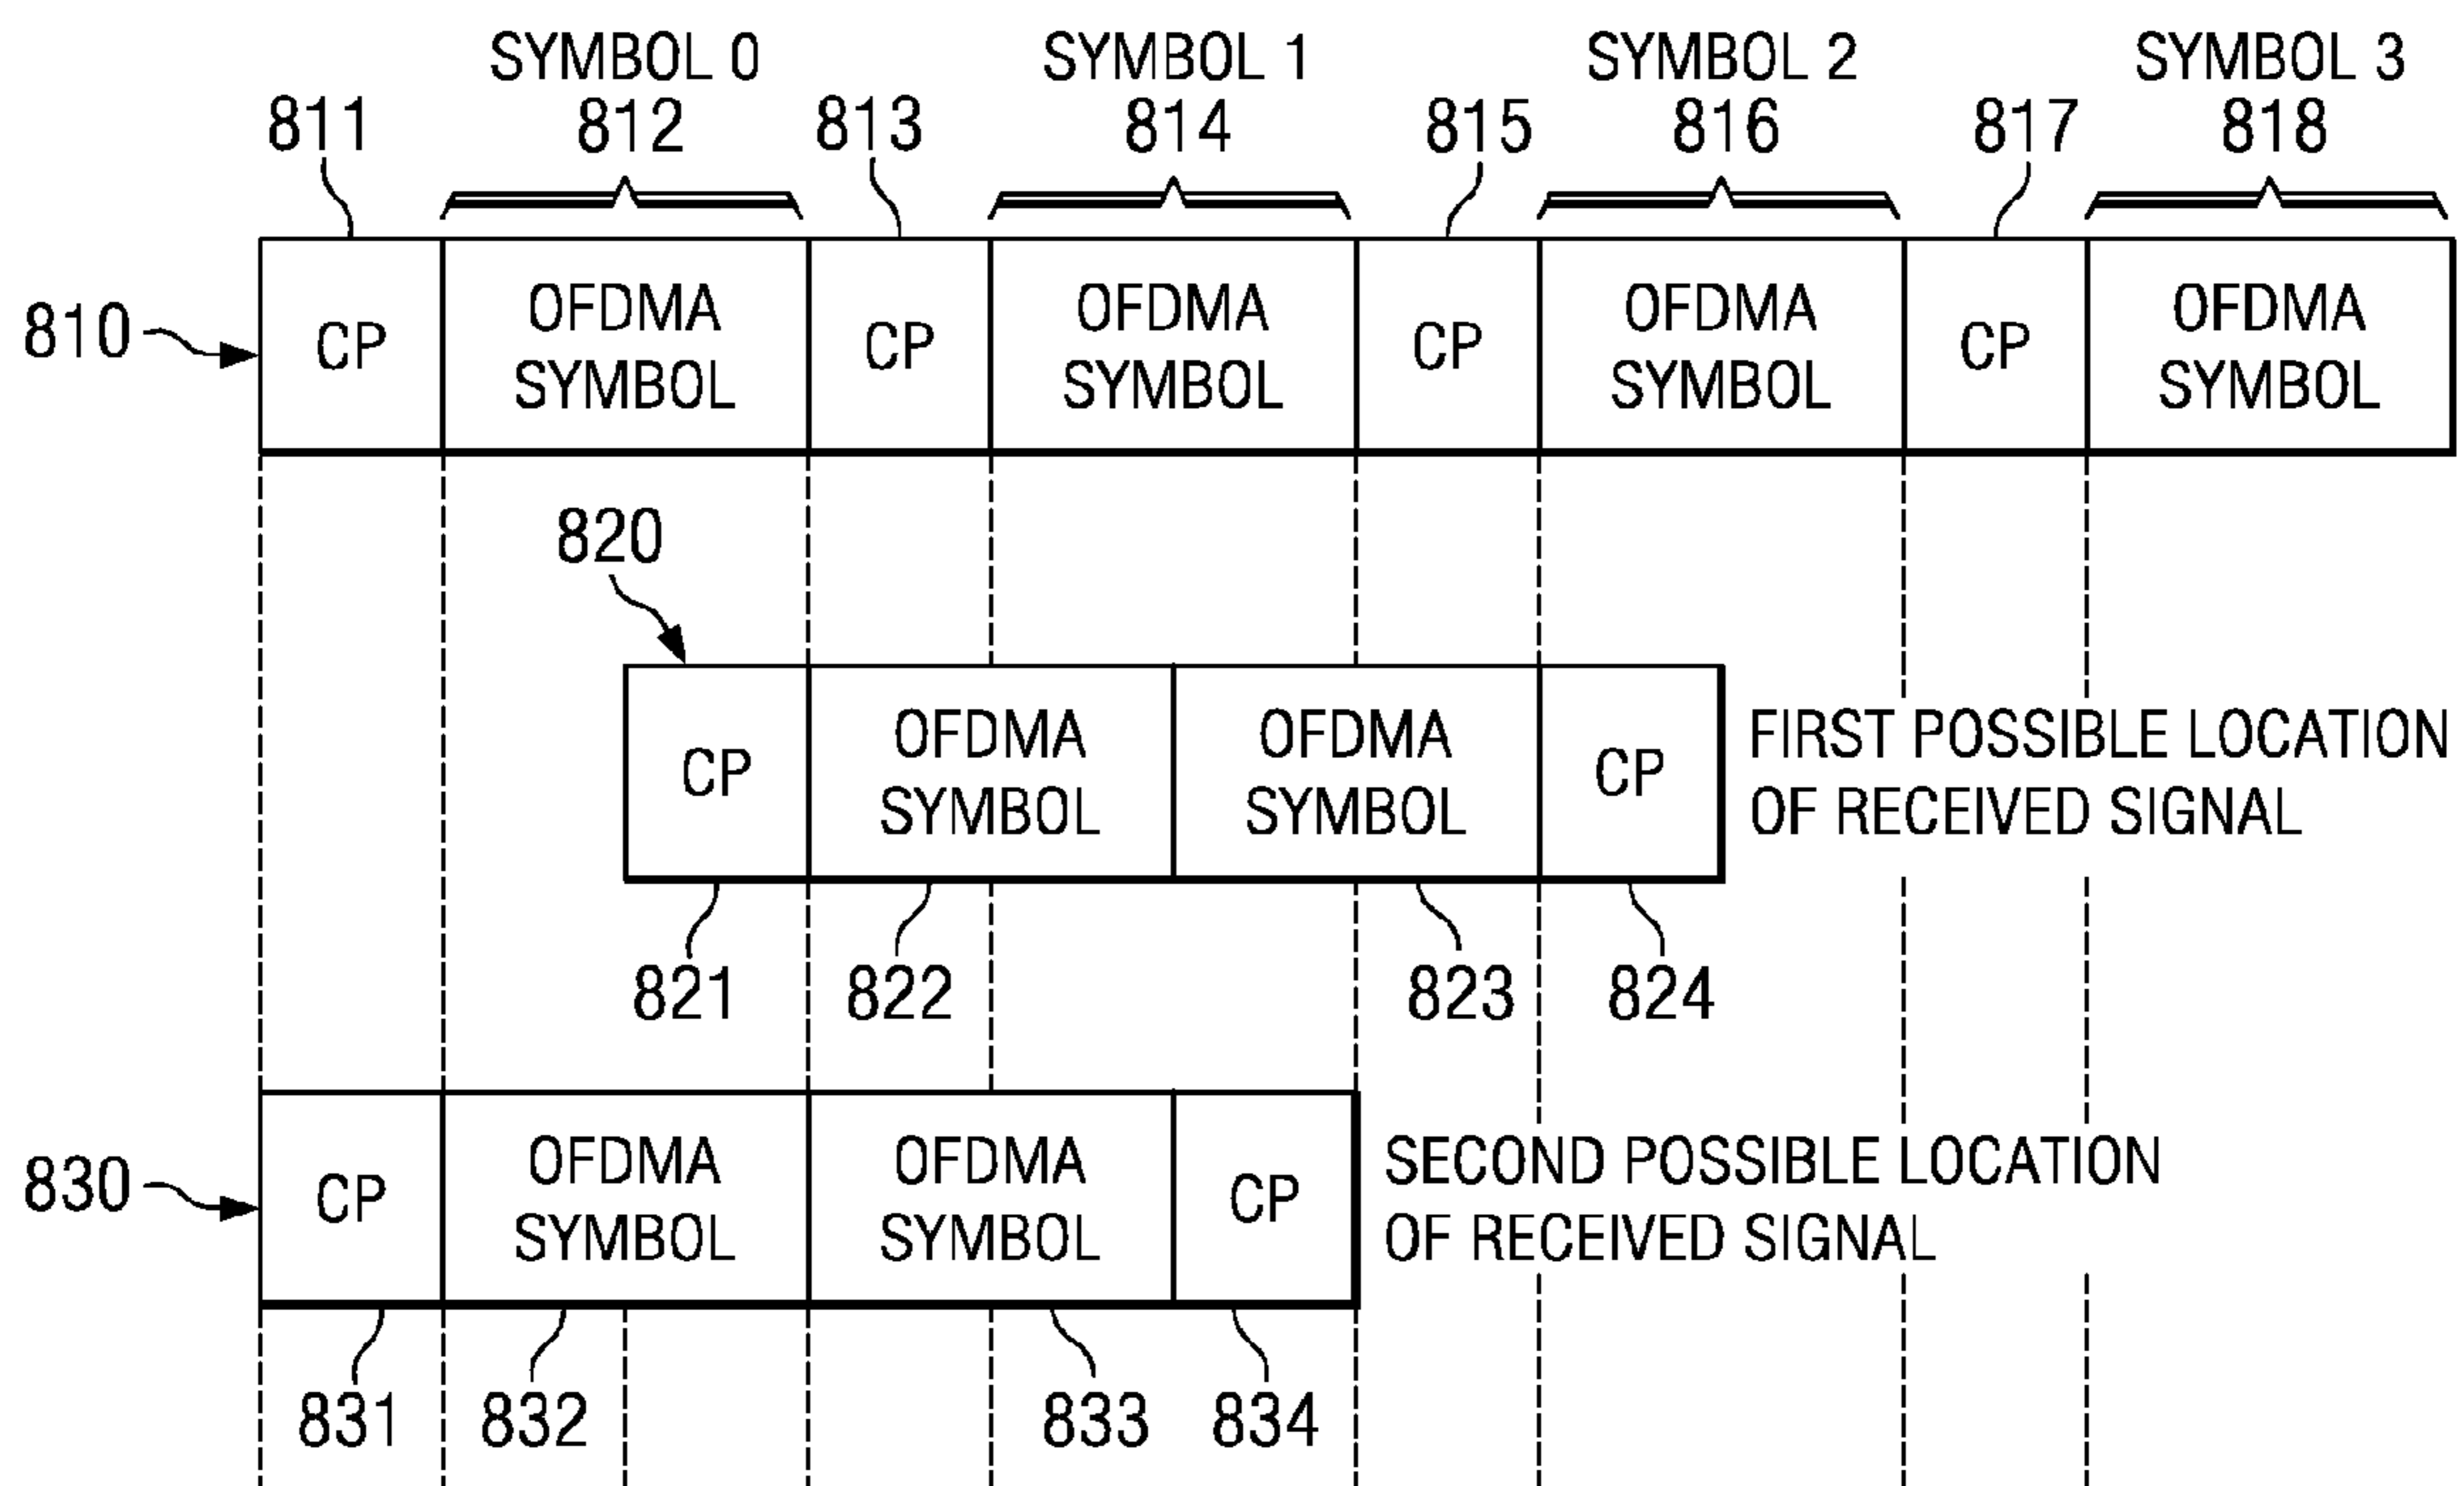 SYMBOL 0 SYMBOL 1 SYMBOL 2 SYMBOL 3
811 812 813 814 815 816 817 818
810
CP
OFDMA
SYMBOL
CP
OFDMA
SYMBOL
CP
OFDMA
SYMBOL
CP
OFDMA
SYMBOL
820
CP
OFDMA
SYMBOL
OFDMA
SYMBOL
CP
FIRST POSSIBLE LOCATION
OF RECEIVED SIGNAL
821 822 823 824
830
CP
OFDMA
SYMBOL
OFDMA
SYMBOL
CP
SECOND POSSIBLE LOCATION
OF RECEIVED SIGNAL
831 832 833 834